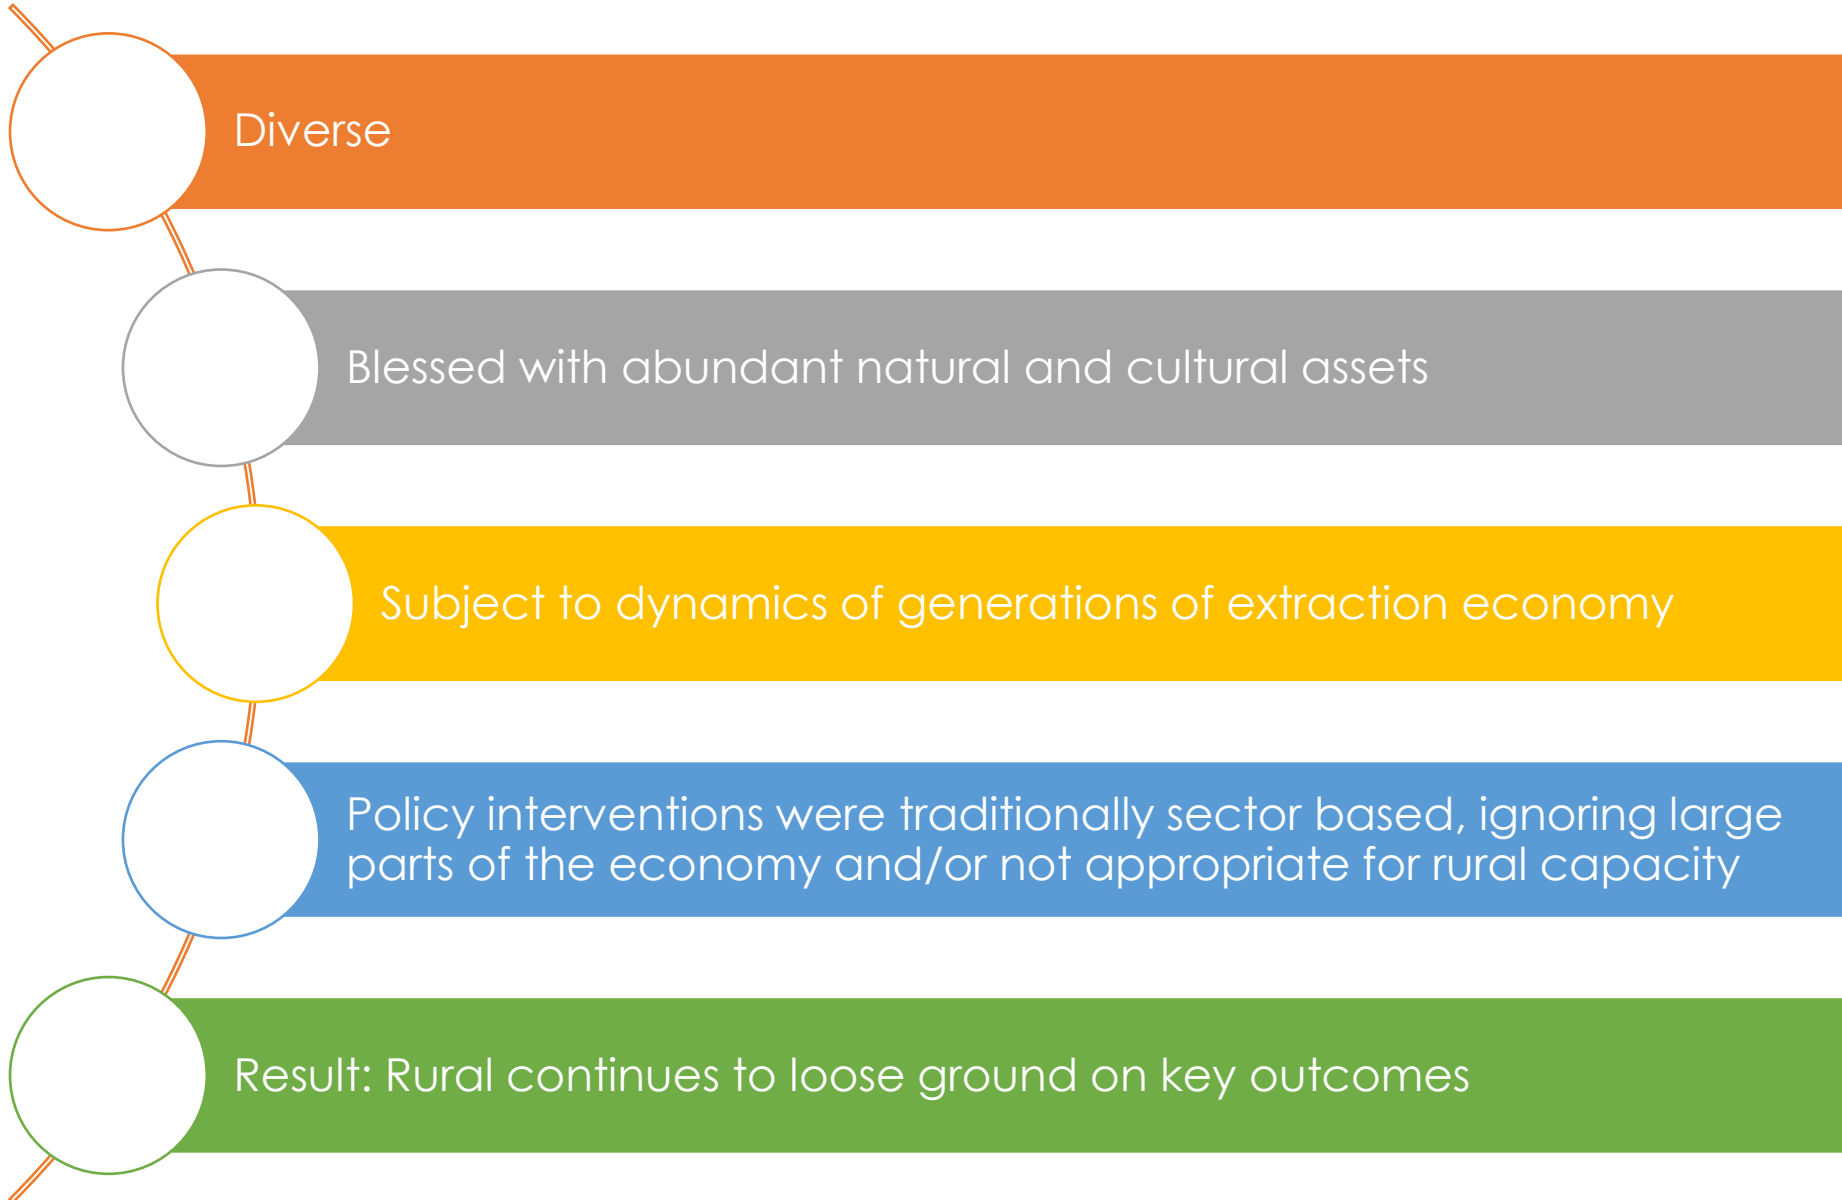 Diverse
Blessed with abundant natural and cultural assets
Subject to dynamics of generations of extraction economy
Policy interventions were traditionally sector based, ignoring large
parts of the economy and/or not appropriate for rural capacity
Result: Rural continues to loose ground on key outcomes